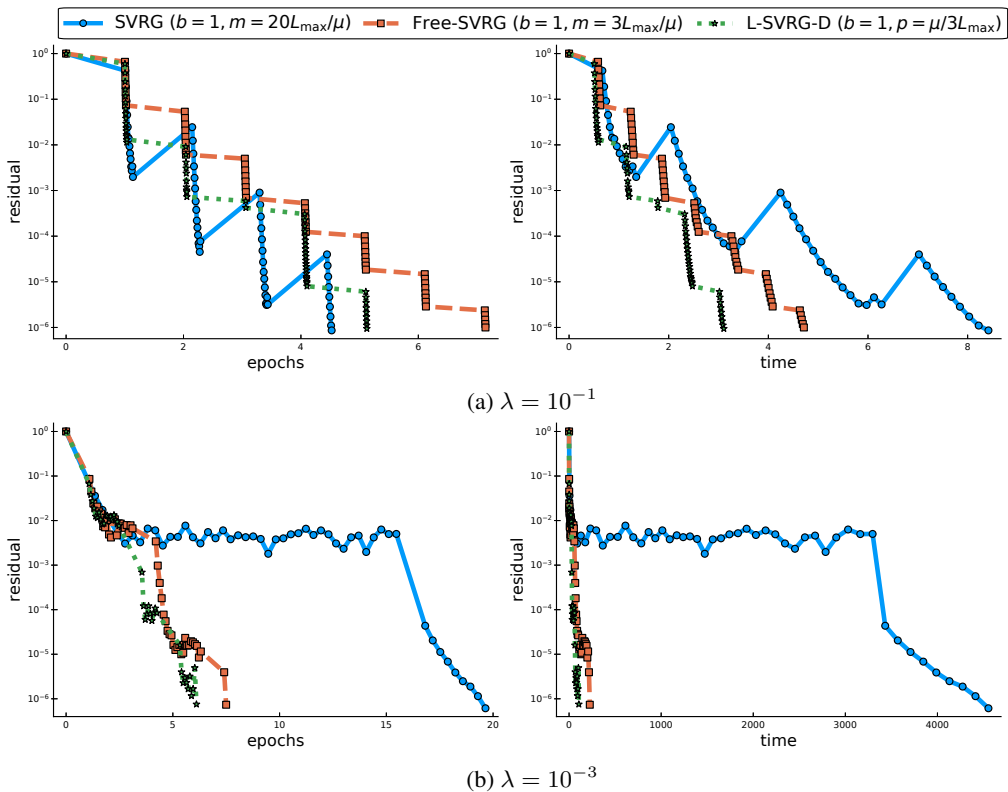 SVRG (b = 1, m = 20L_max/μ) Free-SVRG (b = 1, m = 3L_max/μ) L-SVRG-D (b = 1, p = μ/3L_max)
residual
10^0
10^-1
10^-2
10^-3
10^-4
10^-5
10^-6
0 2 4 6
epochs
residual
10^0
10^-1
10^-2
10^-3
10^-4
10^-5
10^-6
0 2 4 6 8
time
(a) λ = 10^-1
residual
10^0
10^-1
10^-2
10^-3
10^-4
10^-5
10^-6
0 5 10 15 20
epochs
residual
10^0
10^-1
10^-2
10^-3
10^-4
10^-5
10^-6
0 1000 2000 3000 4000
time
(b) λ = 10^-3